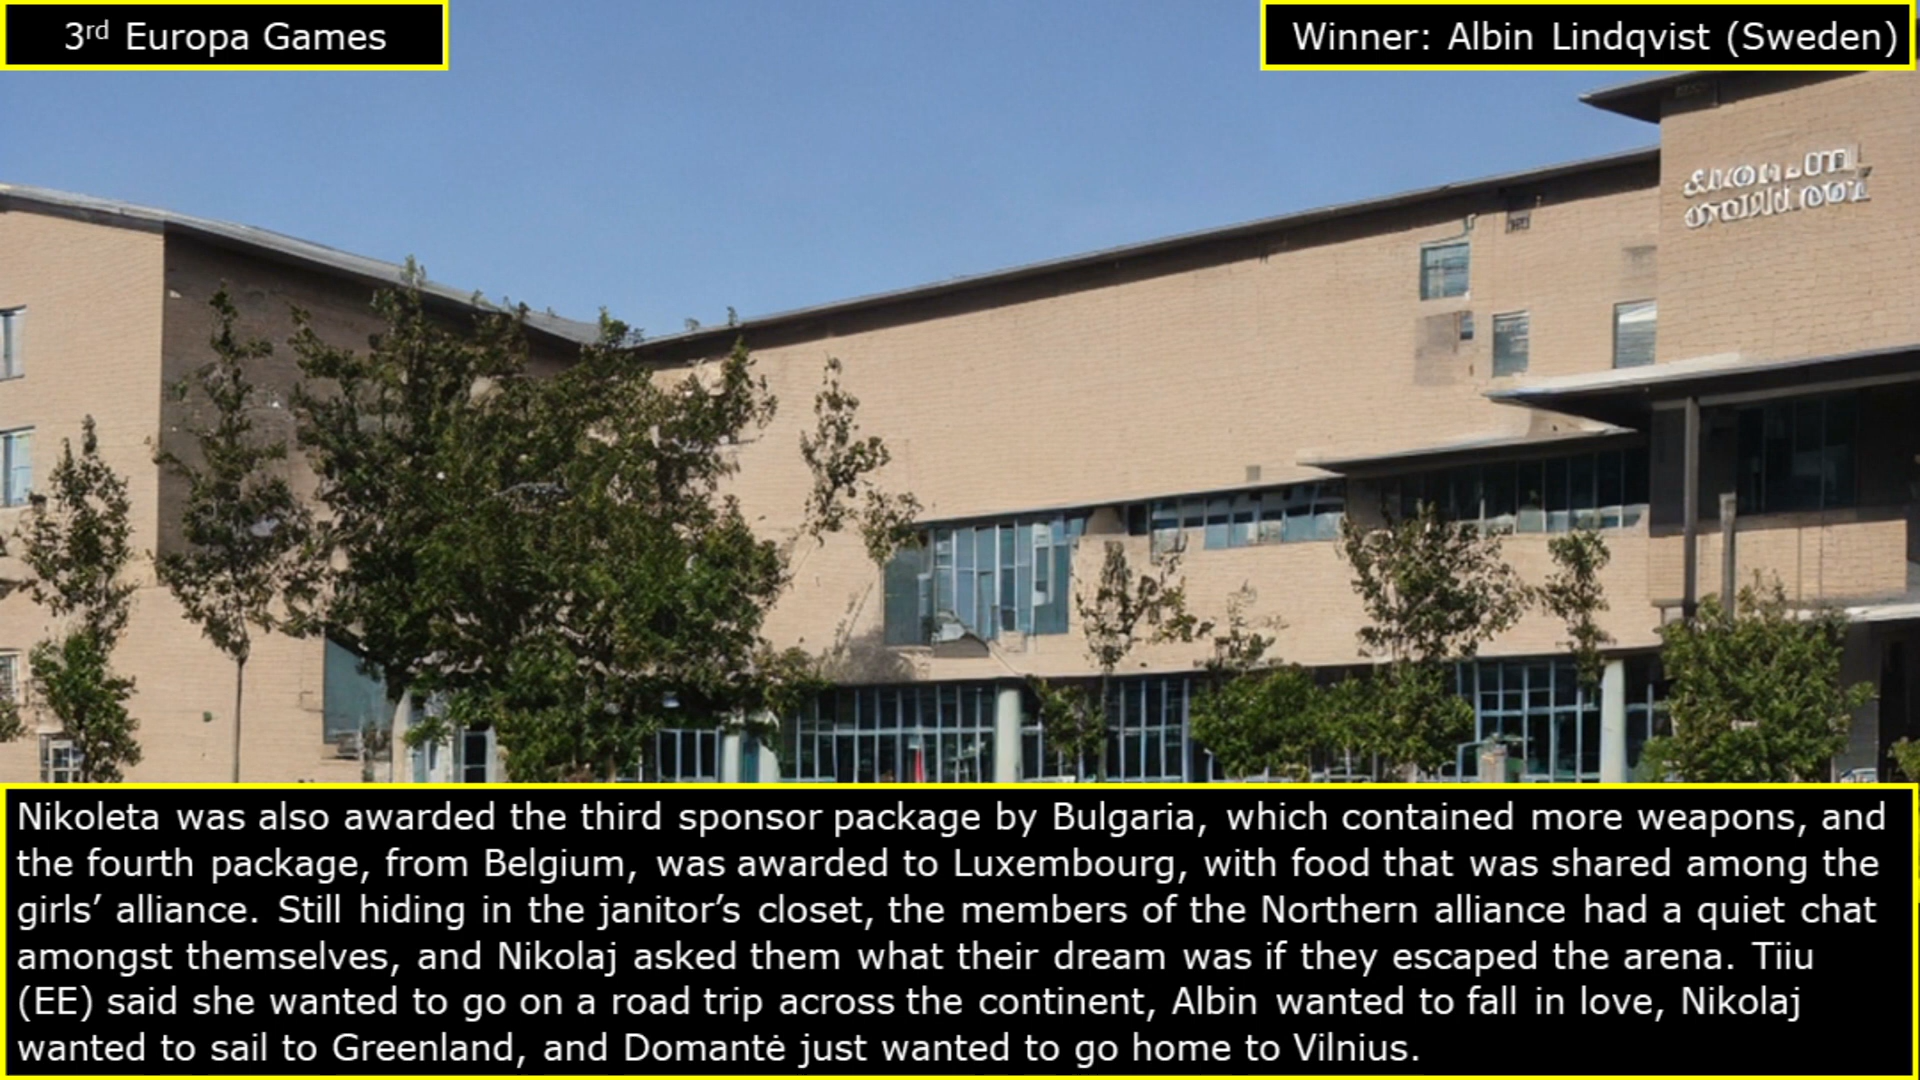 3rd Europa Games
Winner: Albin Lindqvist (Sweden)
Nikoleta was also awarded the third sponsor package by Bulgaria, which contained more weapons, and
the fourth package, from Belgium, was awarded to Luxembourg, with food that was shared among the
girls’ alliance. Still hiding in the janitor’s closet, the members of the Northern alliance had a quiet chat
amongst themselves, and Nikolaj asked them what their dream was if they escaped the arena. Tiiu
(EE) said she wanted to go on a road trip across the continent, Albin wanted to fall in love, Nikolaj
wanted to sail to Greenland, and Domantė just wanted to go home to Vilnius.